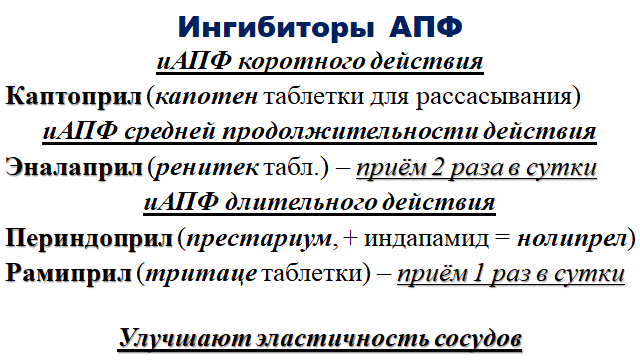 Ингибиторы АПФ
иАПФ коротного действия
Каптоприл (капотен таблетки для рассасывания)
иАПФ средней продолжительности действия
Эналаприл (ренитек табл.) – приём 2 раза в сутки
иАПФ длительного действия
Периндоприл (престариум, + индапамид = нолипрел)
Рамиприл (тритаце таблетки) – приём 1 раз в сутки
Улучшают эластичность сосудов